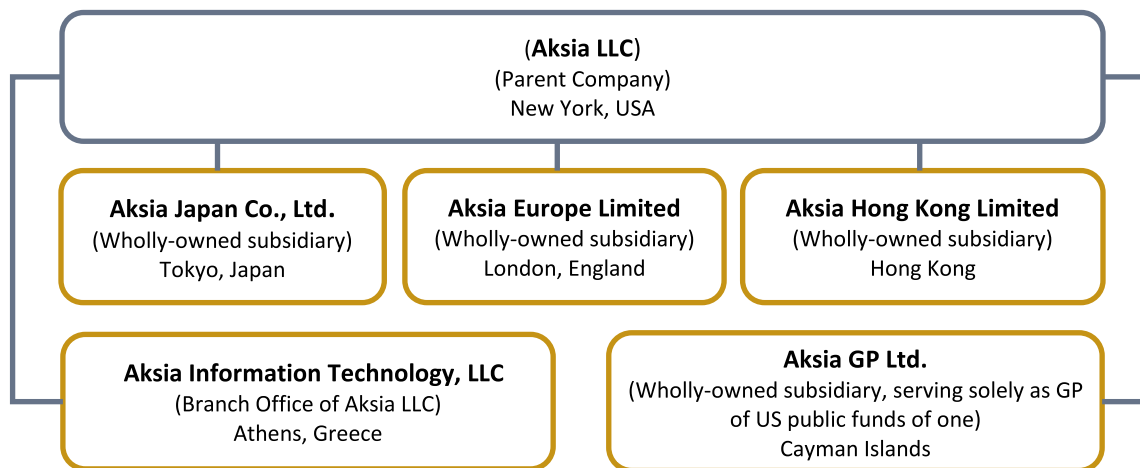 (Aksia LLC)
(Parent Company)
New York, USA
Aksia Japan Co., Ltd.
(Wholly-owned subsidiary)
Tokyo, Japan
Aksia Europe Limited
(Wholly-owned subsidiary)
London, England
Aksia Hong Kong Limited
(Wholly-owned subsidiary)
Hong Kong
Aksia Information Technology, LLC
(Branch Office of Aksia LLC)
Athens, Greece
Aksia GP Ltd.
(Wholly-owned subsidiary, serving solely as GP
of US public funds of one)
Cayman Islands